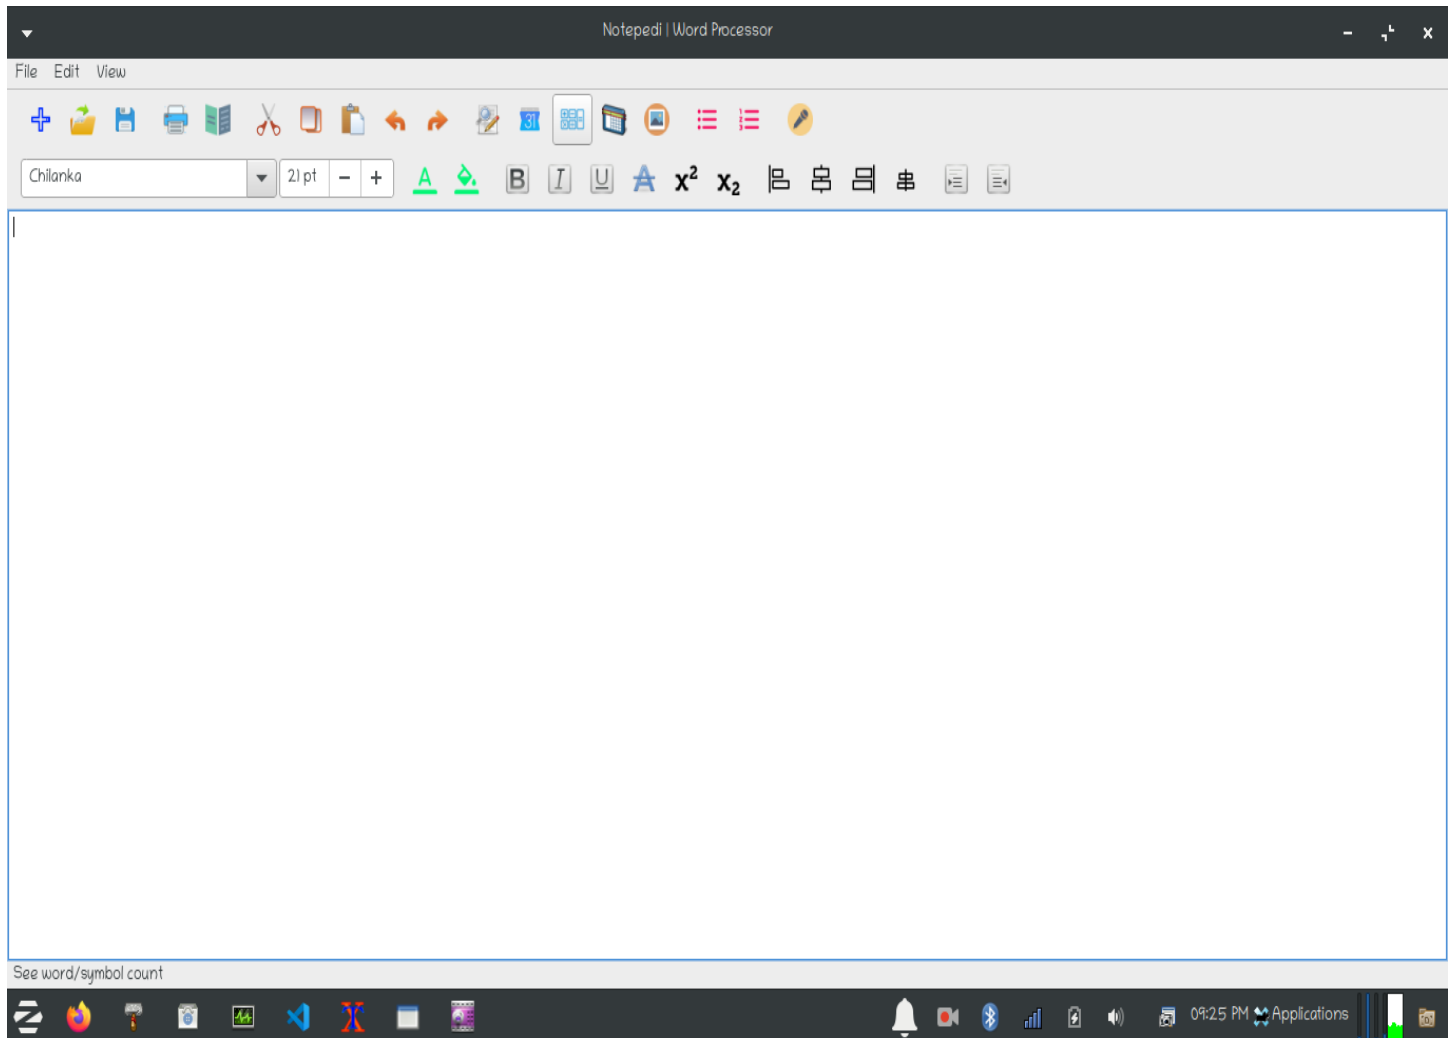 Notepedi | Word Processor
File Edit View
31
Chilanka 21 pt − +
A B I U A x² x₂
See word/symbol count
09:25 PM Applications